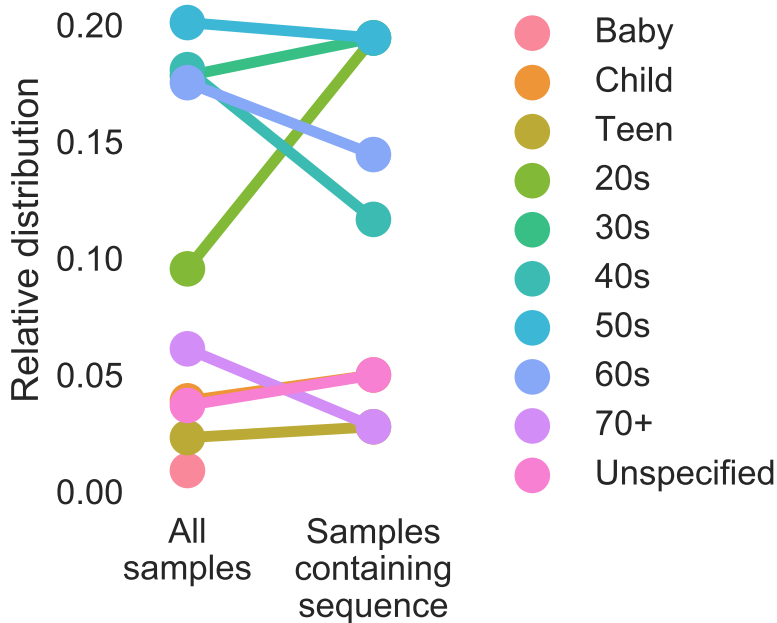 Relative distribution
0.20
0.15
0.10
0.05
0.00
All
samples
Samples
containing
sequence
Baby
Child
Teen
20s
30s
40s
50s
60s
70+
Unspecified